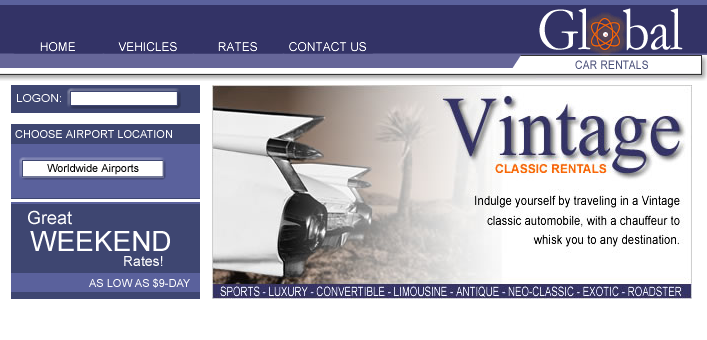 HOME VEHICLES RATES CONTACT US
Global
CAR RENTALS
LOGON:
CHOOSE AIRPORT LOCATION
Worldwide Airports
Great
WEEKEND
Rates!
AS LOW AS $9-DAY
Vintage
CLASSIC RENTALS
Indulge yourself by traveling in a Vintage
classic automobile, with a chauffeur to
whisk you to any destination.
SPORTS - LUXURY - CONVERTIBLE - LIMOUSINE - ANTIQUE - NEO-CLASSIC - EXOTIC - ROADSTER